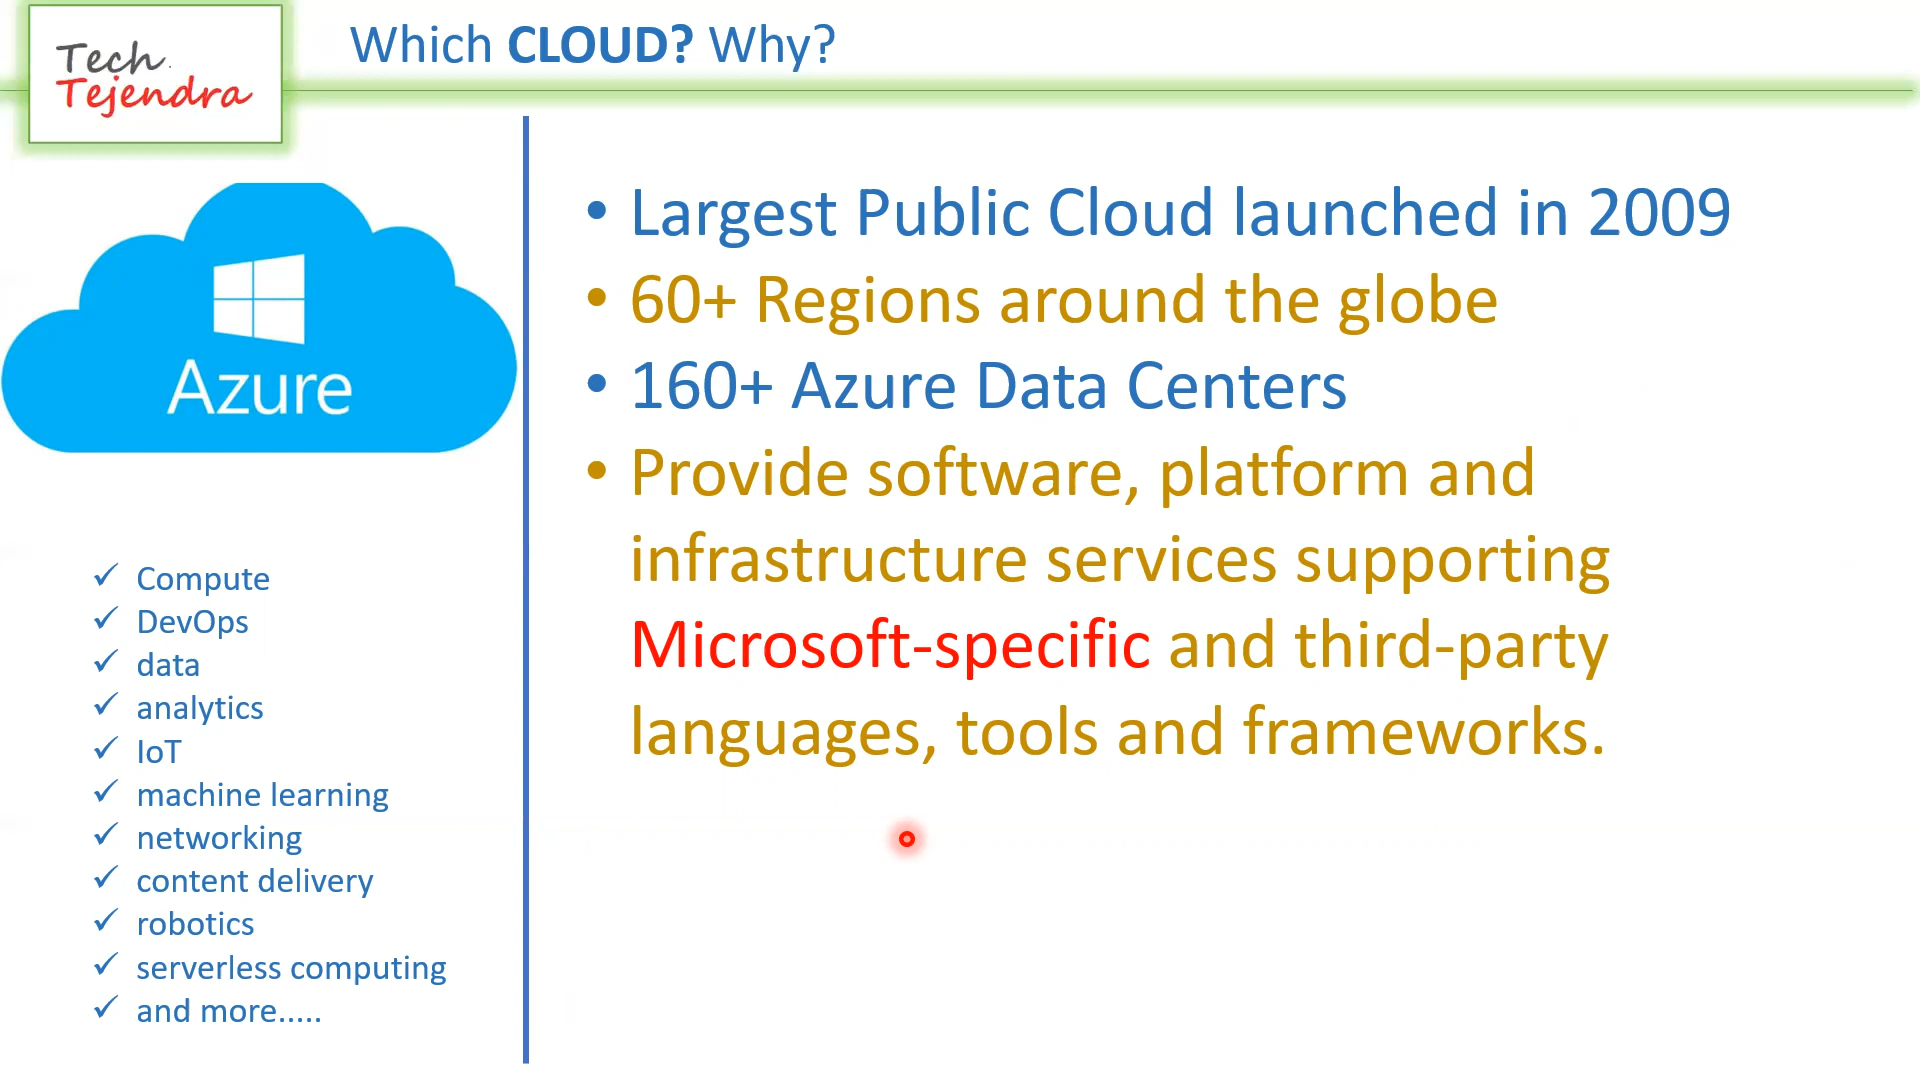 Tech
Tejendra
Which CLOUD? Why?
Azure
✓ Compute
✓ DevOps
✓ data
✓ analytics
✓ IoT
✓ machine learning
✓ networking
✓ content delivery
✓ robotics
✓ serverless computing
✓ and more.....
• Largest Public Cloud launched in 2009
• 60+ Regions around the globe
• 160+ Azure Data Centers
• Provide software, platform and
infrastructure services supporting
Microsoft-specific and third-party
languages, tools and frameworks.